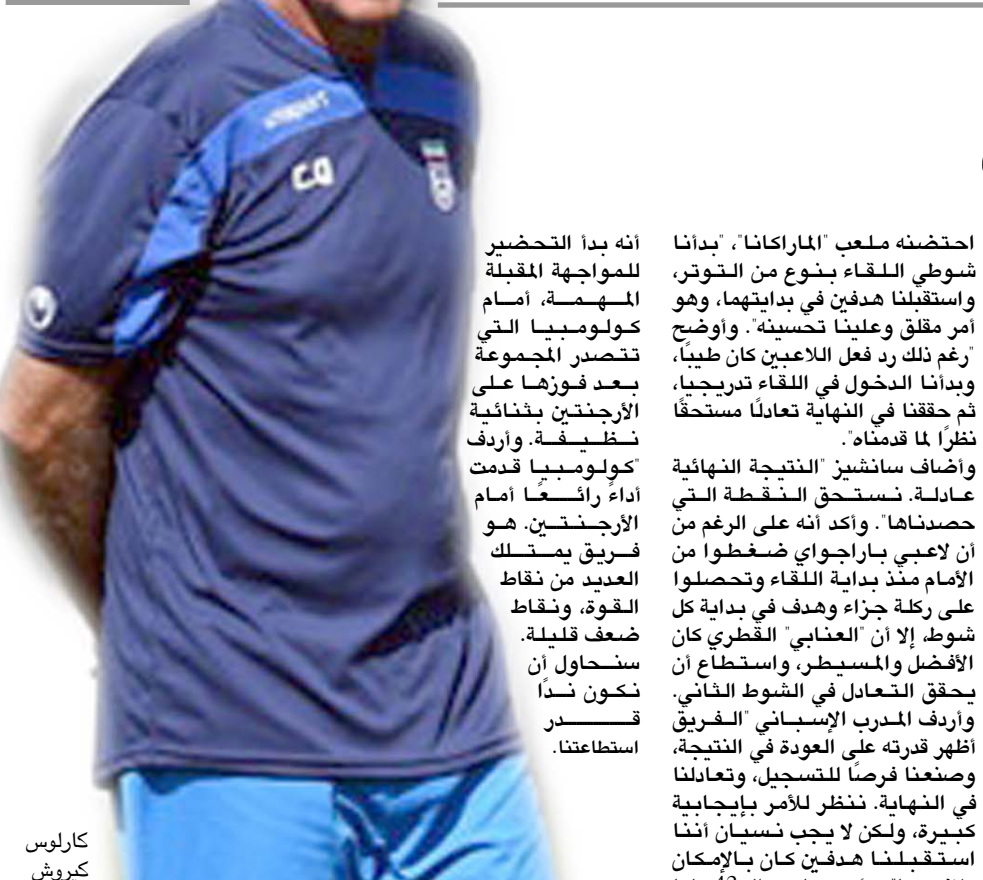 احتضنه ملعب "الماراكانا"، "بدأنا
شوطي اللقاء بنوع من التوتر،
واستقبلنا هدفين في بدايتهما، وهو
أمر مقلق وعلينا تحسينه". وأوضح
"رغم ذلك رد فعل اللاعبين كان طيبًا،
وبدأنا الدخول في اللقاء تدريجيا،
ثم حققنا في النهاية تعادلًا مستحقًا
نظرًا لما قدمناه".
وأضاف سانشيز "النتيجة النهائية
عادلة. نستحق النقطة التي
حصدناها". وأكد أنه على الرغم من
أن لاعبي باراجواي ضغطوا من
الأمام منذ بداية اللقاء وتحصلوا
على ركلة جزاء وهدف في بداية كل
شوط، إلا أن "العنابي" القطري كان
الأفضل والمسيطر، واستطاع أن
يحقق التعادل في الشوط الثاني.
وأردف المدرب الإسباني "الفريق
أظهر قدرته على العودة في النتيجة،
وصنعنا فرصًا للتسجيل، وتعادلنا
في النهاية. ننظر للأمر بإيجابية
كبيرة، ولكن لا يجب نسيان أننا
استقبلنا هدفين كان بالإمكان
أنه بدأ التحضير
للمواجهة المقبلة
المهمة، أمام
كولومبيا التي
تتصدر المجموعة
بعد فوزها على
الأرجنتين بثنائية
نظيفة. وأردف
"كولومبيا قدمت
أداءً رائعًا أمام
الأرجنتين. هو
فريق يمتلك
العديد من نقاط
القوة، ونقاط
ضعف قليلة.
سنحاول أن
نكون ندًا
قدر
استطاعتنا.
CQ
كارلوس
كيروش